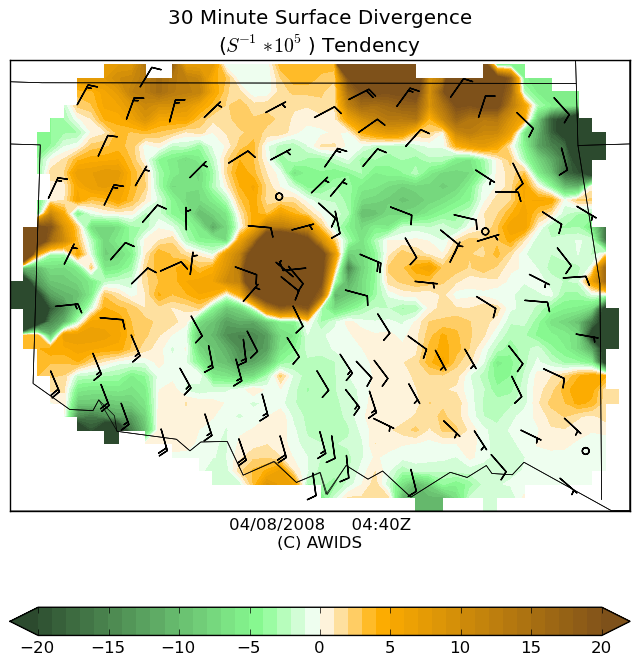 30 Minute Surface Divergence
(S⁻¹ * 10⁵ ) Tendency
04/08/2008 04:40Z
(C) AWIDS
−20 −15 −10 −5 0 5 10 15 20